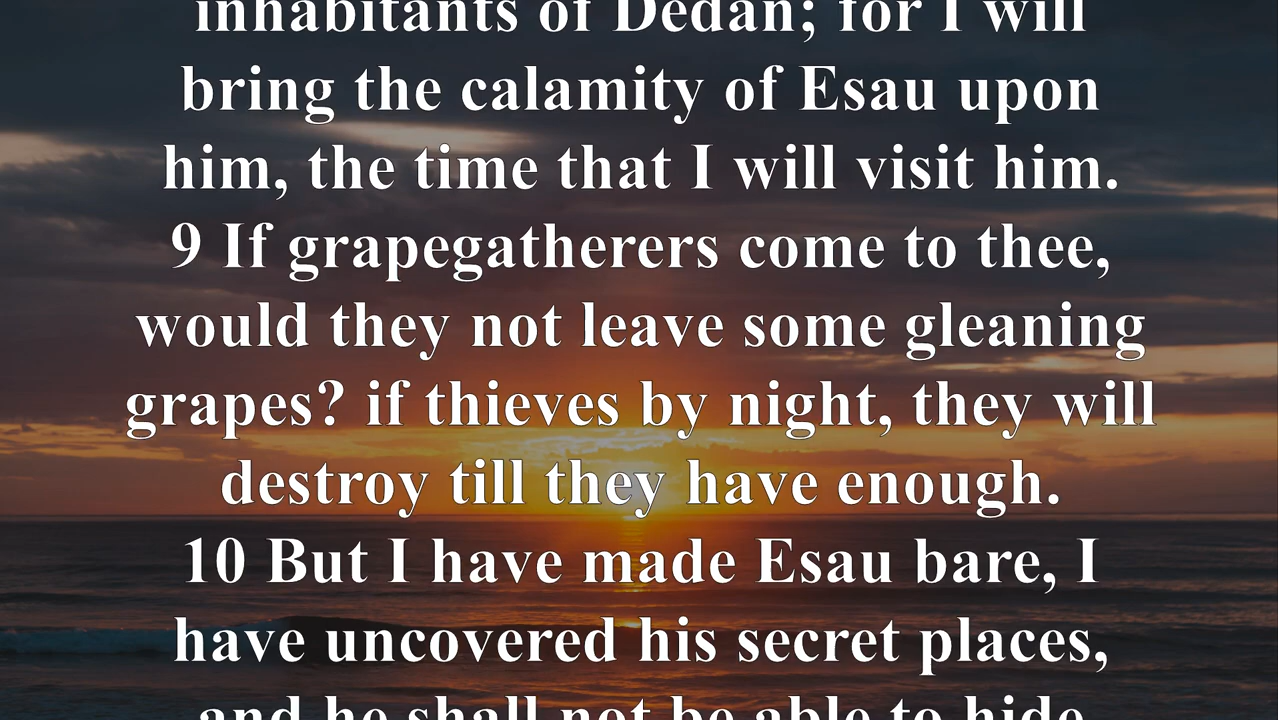 inhabitants of Dedan; for I will
bring the calamity of Esau upon
him, the time that I will visit him.
9 If grapegatherers come to thee,
would they not leave some gleaning
grapes? if thieves by night, they will
destroy till they have enough.
10 But I have made Esau bare, I
have uncovered his secret places,
and he shall not be able to hide